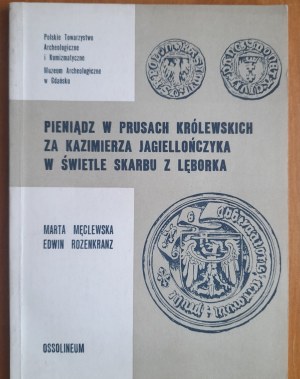 Polskie Towarzystwo
Archeologiczne
i Numizmatyczne
Muzeum Archeologiczne
w Gdańsku
PIENIĄDZ W PRUSACH KRÓLEWSKICH
ZA KAZIMIERZA JAGIELLOŃCZYKA
W ŚWIETLE SKARBU Z LĘBORKA
MARTA MĘCLEWSKA
EDWIN ROZENKRANZ
OSSOLINEUM